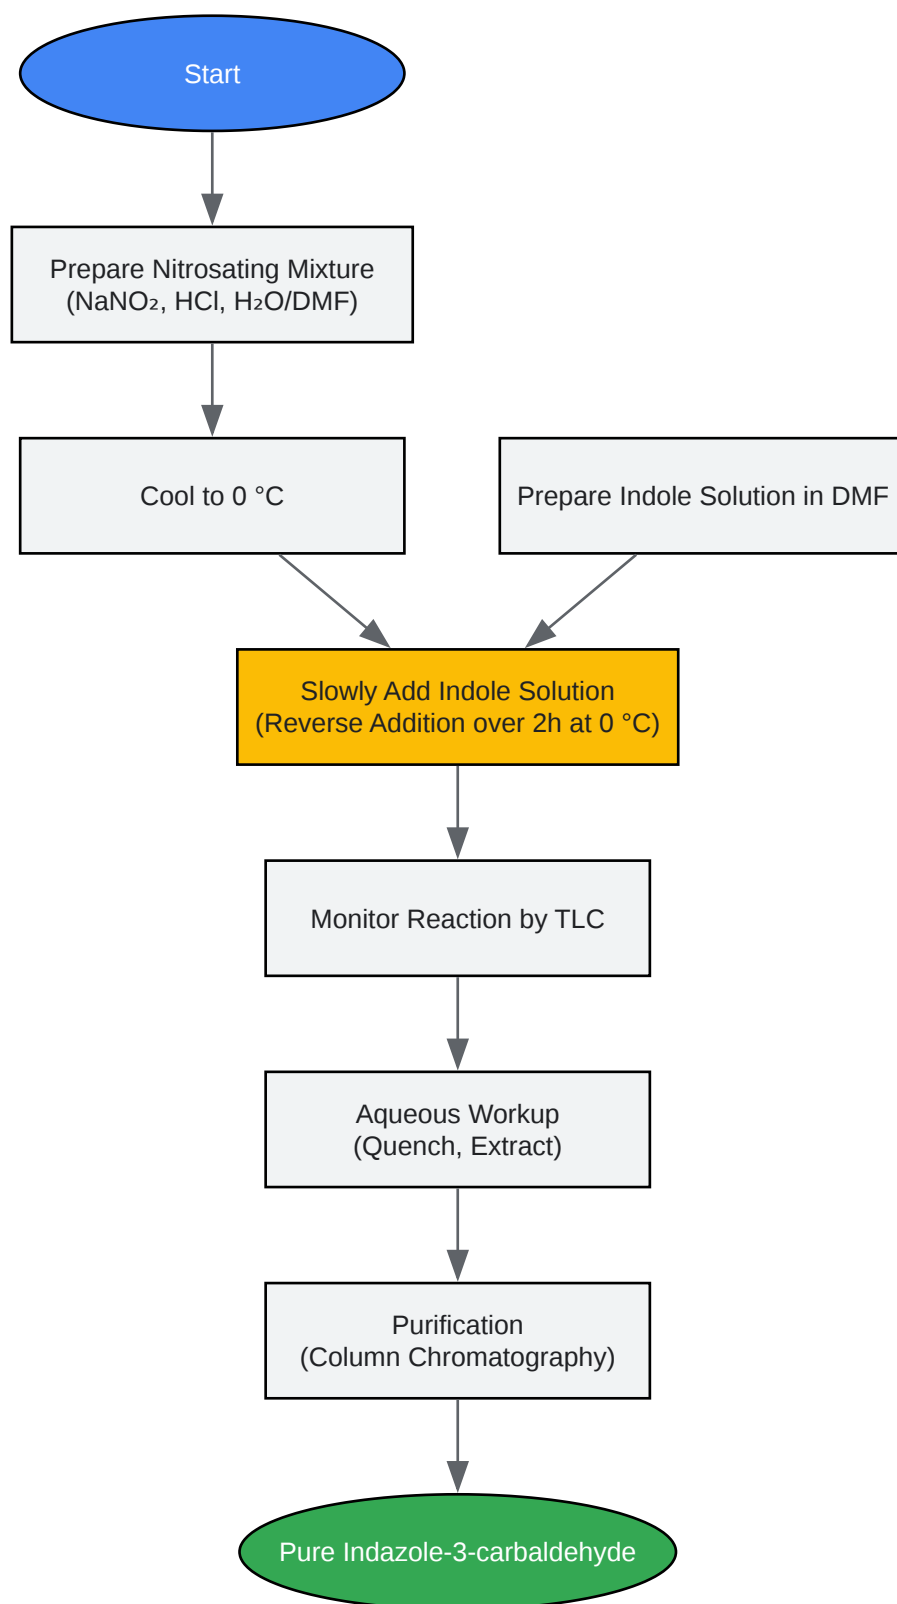 Start
Prepare Nitrosating Mixture
(NaNO₂, HCl, H₂O/DMF)
Cool to 0 °C
Prepare Indole Solution in DMF
Slowly Add Indole Solution
(Reverse Addition over 2h at 0 °C)
Monitor Reaction by TLC
Aqueous Workup
(Quench, Extract)
Purification
(Column Chromatography)
Pure Indazole-3-carbaldehyde